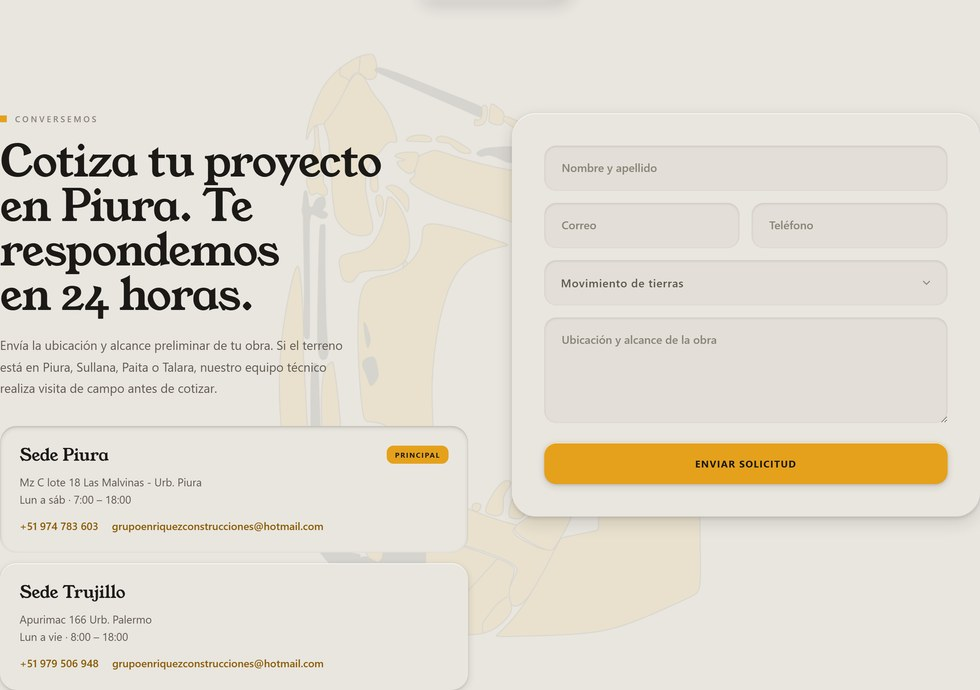 CONVERSEMOS
Cotiza tu proyecto
en Piura. Te
respondemos
en 24 horas.
Envía la ubicación y alcance preliminar de tu obra. Si el terreno
está en Piura, Sullana, Paita o Talara, nuestro equipo técnico
realiza visita de campo antes de cotizar.
Sede Piura
PRINCIPAL
Mz C lote 18 Las Malvinas - Urb. Piura
Lun a sáb · 7:00 – 18:00
+51 974 783 603 grupoenriquezconstrucciones@hotmail.com
Sede Trujillo
Apurimac 166 Urb. Palermo
Lun a vie · 8:00 – 18:00
+51 979 506 948 grupoenriquezconstrucciones@hotmail.com
Nombre y apellido
Correo
Teléfono
Movimiento de tierras
Ubicación y alcance de la obra
ENVIAR SOLICITUD